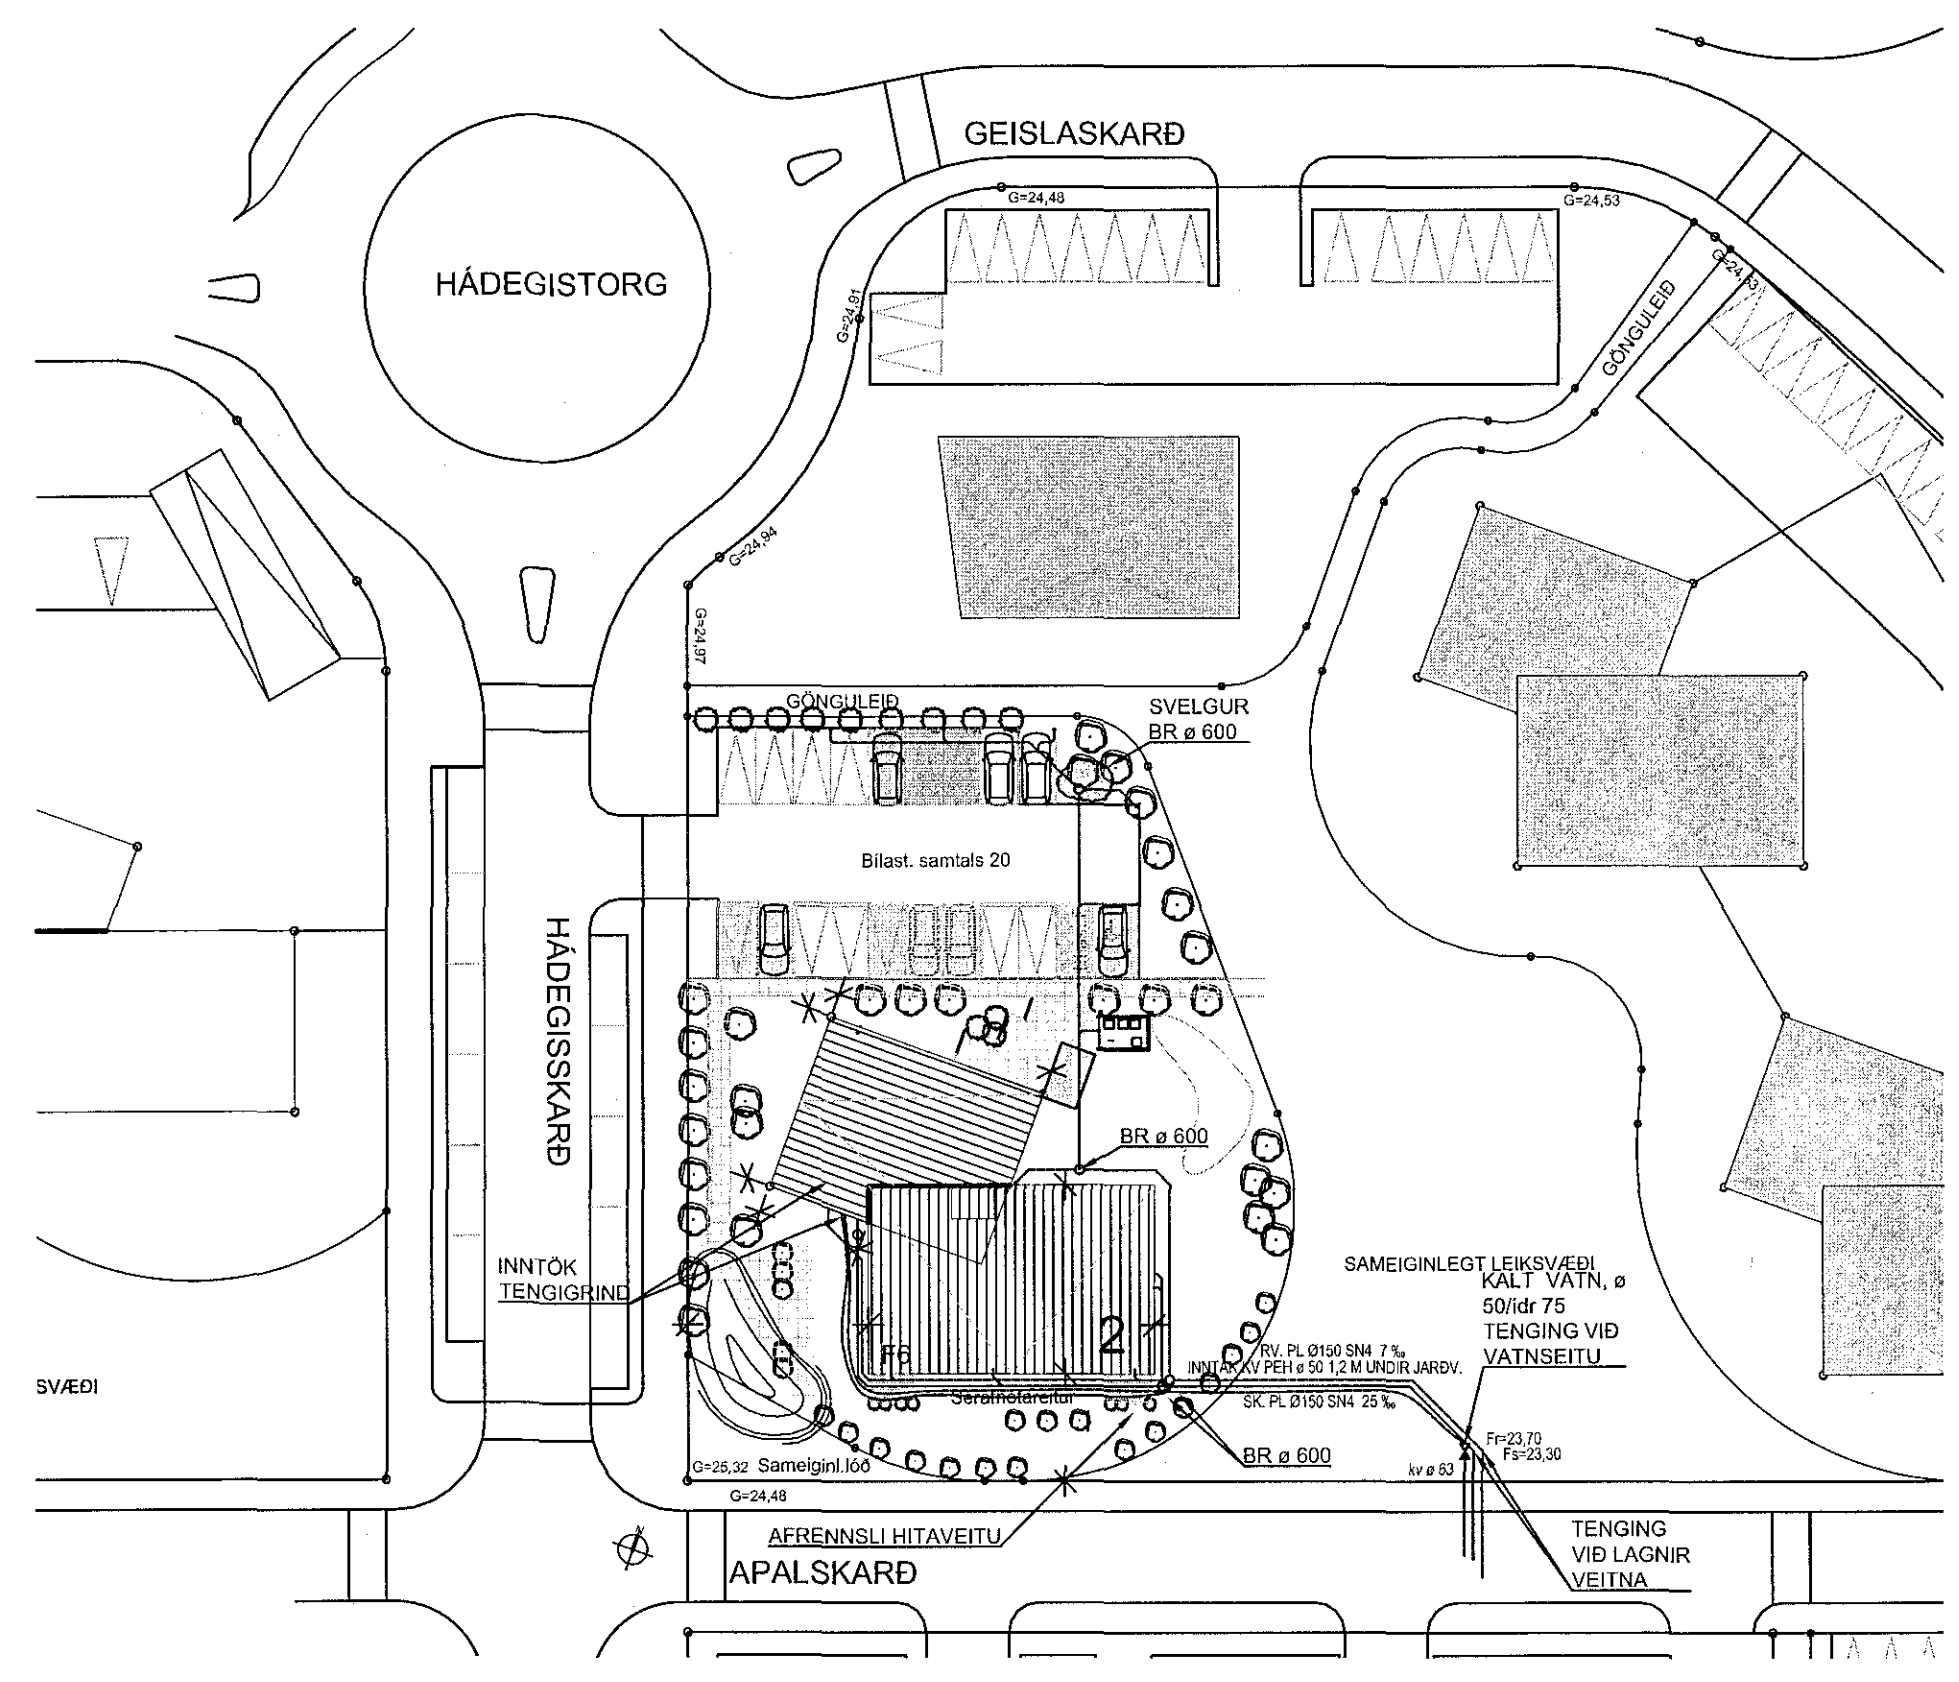 GEISLASKARÐ
G=24,48
G=24,53
HÁDEGISTORG
G=24,91
G=24,53
GÖNGULEIÐ
G=24,94
G=24,97
GÖNGULEIÐ
SVELGUR
BR ø 600
Bílast. samtals 20
HÁDEGISSKARÐ
BR ø 600
INNTÖK
TENGIGRIND
SAMEIGINLEGT LEIKSVÆÐI
KALT VATN, ø
50/ídr 75
TENGING VIÐ
VATNSEITU
2
F6
RV. PL Ø150 SN4 7 ‰
INNTAK KV PEH ø 50 1,2 M UNDIR JARÐV.
SVÆÐI
Sérafnotareitur
SK. PL Ø150 SN4 25 ‰
BR ø 600
Fr=23,70
Fs=23,30
kv ø 63
G=25,32 Sameiginl.lóð
G=24,48
N
AFRENNSLI HITAVEITU
TENGING
VIÐ LAGNIR
VEITNA
APALSKARÐ